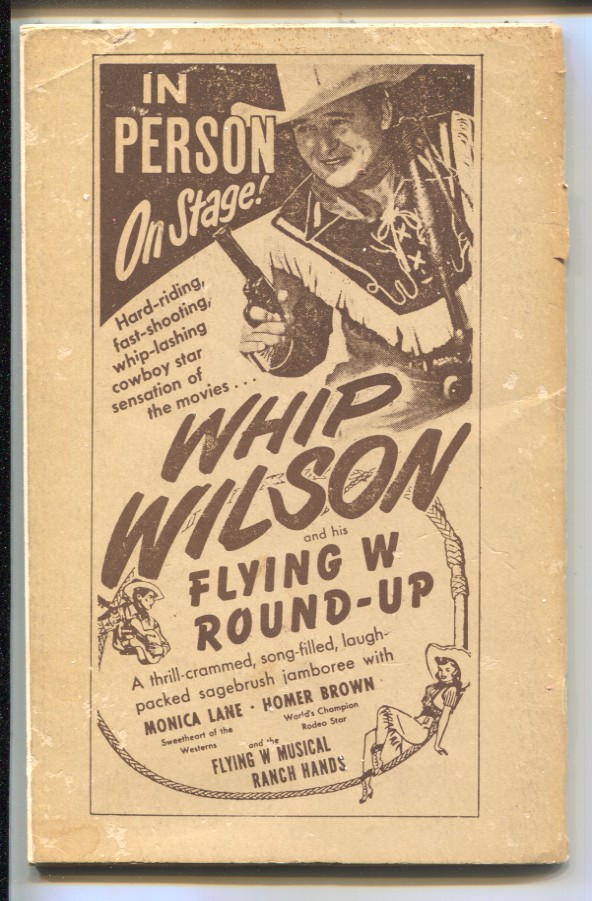 IN
PERSON
On Stage!
Hard-riding,
fast-shooting,
whip-lashing
cowboy star
sensation of
the movies . . .
WHIP
WILSON
and his
FLYING W
ROUND-UP
A thrill-crammed, song-filled, laugh-
packed sagebrush jamboree with
MONICA LANE · HOMER BROWN
Sweetheart of the
Westerns
World's Champion
Rodeo Star
and the
FLYING W MUSICAL
RANCH HANDS